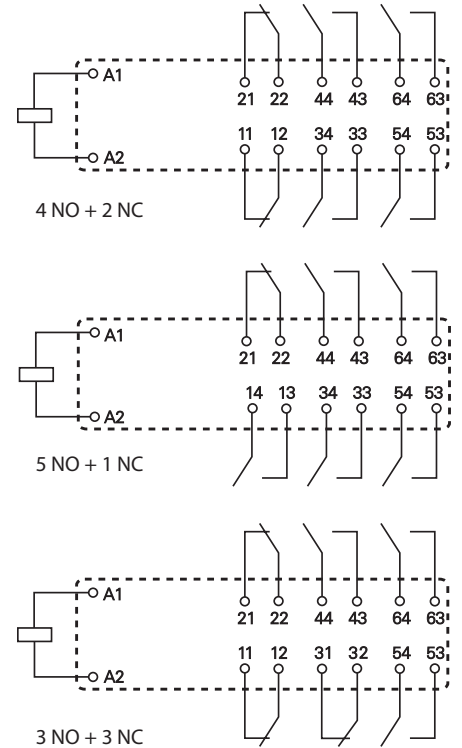 A1
21 22 44 43 64 63
11 12 34 33 54 53
A2
4 NO + 2 NC
A1
21 22 44 43 64 63
14 13 34 33 54 53
A2
5 NO + 1 NC
A1
21 22 44 43 64 63
11 12 31 32 54 53
A2
3 NO + 3 NC